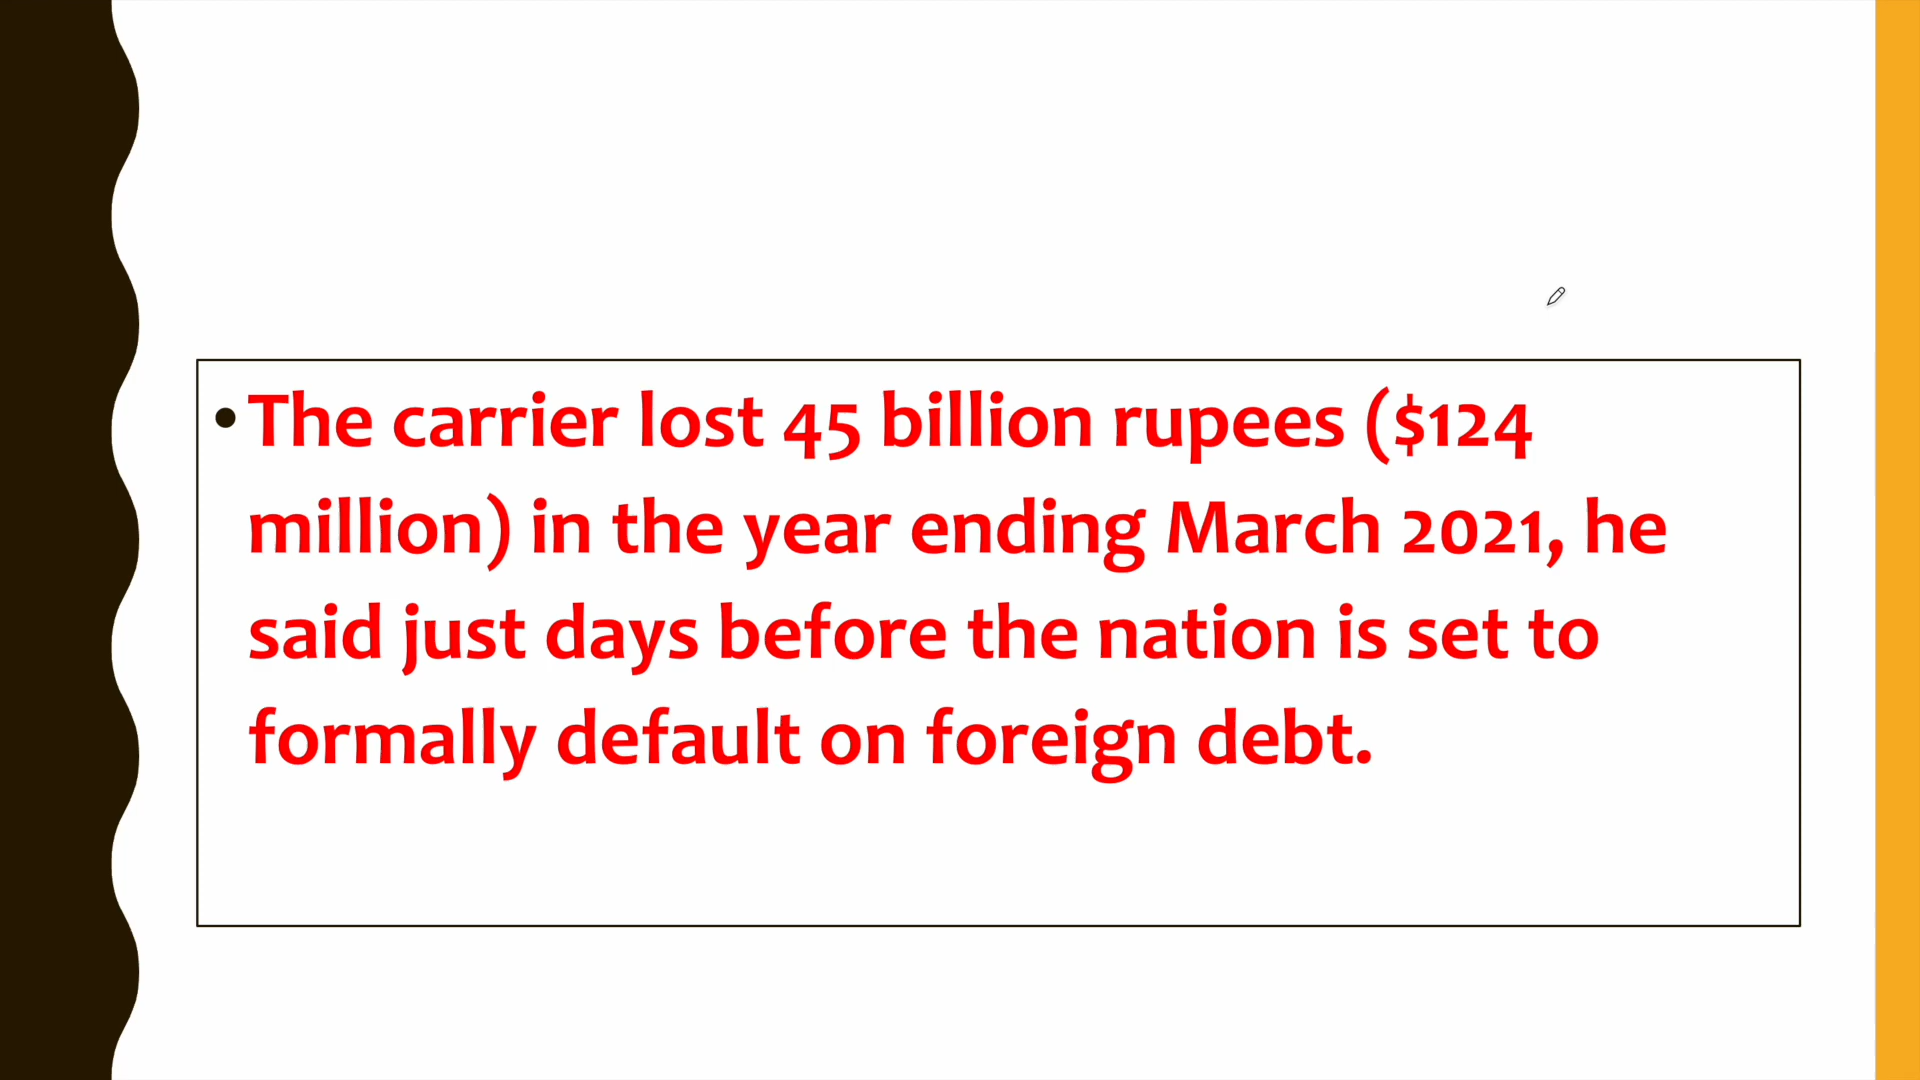 • The carrier lost 45 billion rupees ($124
million) in the year ending March 2021, he
said just days before the nation is set to
formally default on foreign debt.